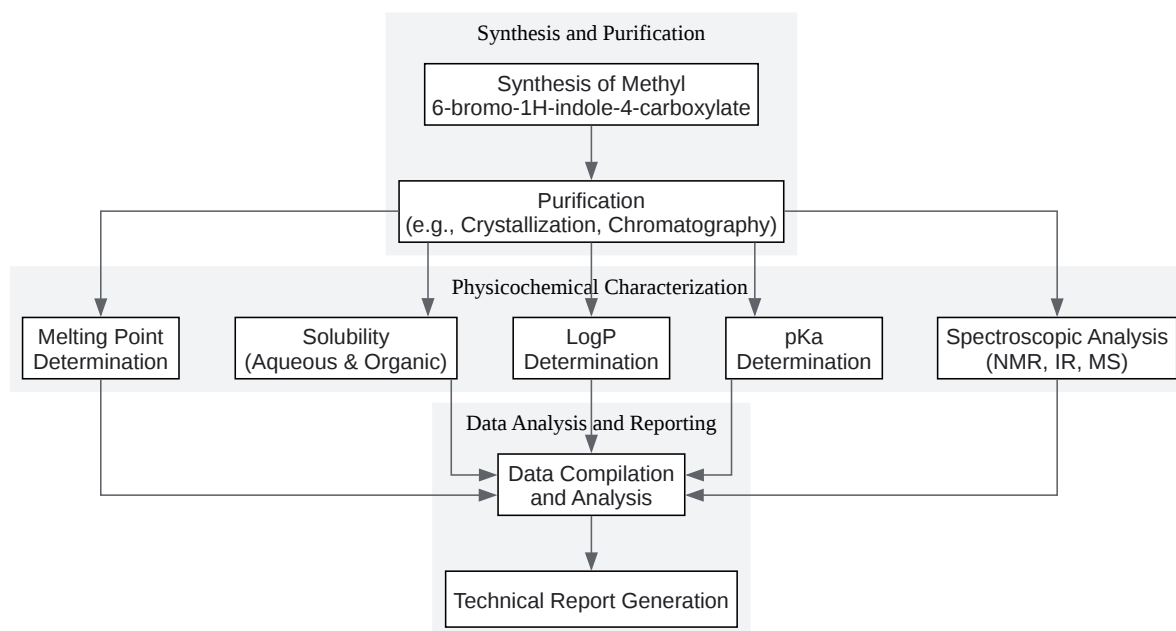 Synthesis and Purification
Synthesis of Methyl
6-bromo-1H-indole-4-carboxylate
Purification
(e.g., Crystallization, Chromatography)
Physicochemical Characterization
Melting Point
Determination
Solubility
(Aqueous & Organic)
LogP
Determination
pKa
Determination
Spectroscopic Analysis
(NMR, IR, MS)
Data Analysis and Reporting
Data Compilation
and Analysis
Technical Report Generation